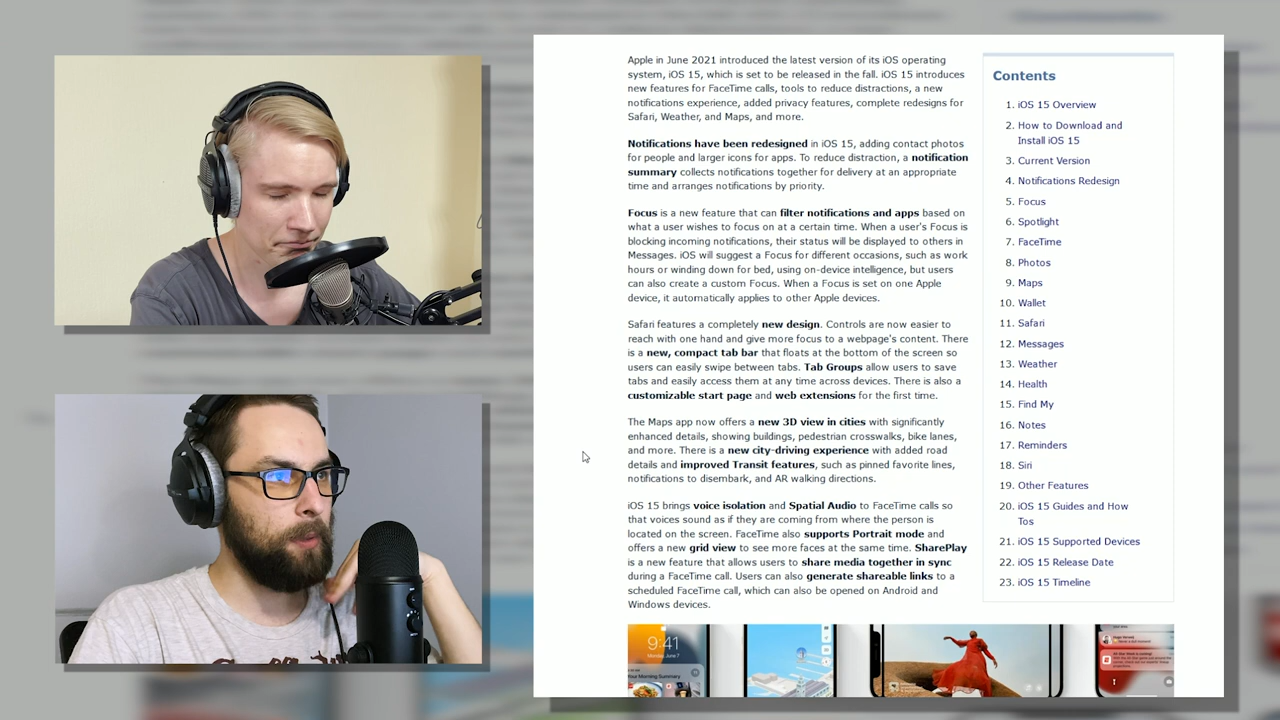 Apple in June 2021 introduced the latest version of its iOS operating
system, iOS 15, which is set to be released in the fall. iOS 15 introduces
new features for FaceTime calls, tools to reduce distractions, a new
notifications experience, added privacy features, complete redesigns for
Safari, Weather, and Maps, and more.
Notifications have been redesigned in iOS 15, adding contact photos
for people and larger icons for apps. To reduce distraction, a notification
summary collects notifications together for delivery at an appropriate
time and arranges notifications by priority.
Focus is a new feature that can filter notifications and apps based on
what a user wishes to focus on at a certain time. When a user's Focus is
blocking incoming notifications, their status will be displayed to others in
Messages. iOS will suggest a Focus for different occasions, such as work
hours or winding down for bed, using on-device intelligence, but users
can also create a custom Focus. When a Focus is set on one Apple
device, it automatically applies to other Apple devices.
Safari features a completely new design. Controls are now easier to
reach with one hand and give more focus to a webpage's content. There
is a new, compact tab bar that floats at the bottom of the screen so
users can easily swipe between tabs. Tab Groups allow users to save
tabs and easily access them at any time across devices. There is also a
customizable start page and web extensions for the first time.
The Maps app now offers a new 3D view in cities with significantly
enhanced details, showing buildings, pedestrian crosswalks, bike lanes,
and more. There is a new city-driving experience with added road
details and improved Transit features, such as pinned favorite lines,
notifications to disembark, and AR walking directions.
iOS 15 brings voice isolation and Spatial Audio to FaceTime calls so
that voices sound as if they are coming from where the person is
located on the screen. FaceTime also supports Portrait mode and
offers a new grid view to see more faces at the same time. SharePlay
is a new feature that allows users to share media together in sync
during a FaceTime call. Users can also generate shareable links to a
scheduled FaceTime call, which can also be opened on Android and
Windows devices.
Contents
1. iOS 15 Overview
2. How to Download and
Install iOS 15
3. Current Version
4. Notifications Redesign
5. Focus
6. Spotlight
7. FaceTime
8. Photos
9. Maps
10. Wallet
11. Safari
12. Messages
13. Weather
14. Health
15. Find My
16. Notes
17. Reminders
18. Siri
19. Other Features
20. iOS 15 Guides and How
Tos
21. iOS 15 Supported Devices
22. iOS 15 Release Date
23. iOS 15 Timeline
9:41
Monday, June 7
Your Morning Summary